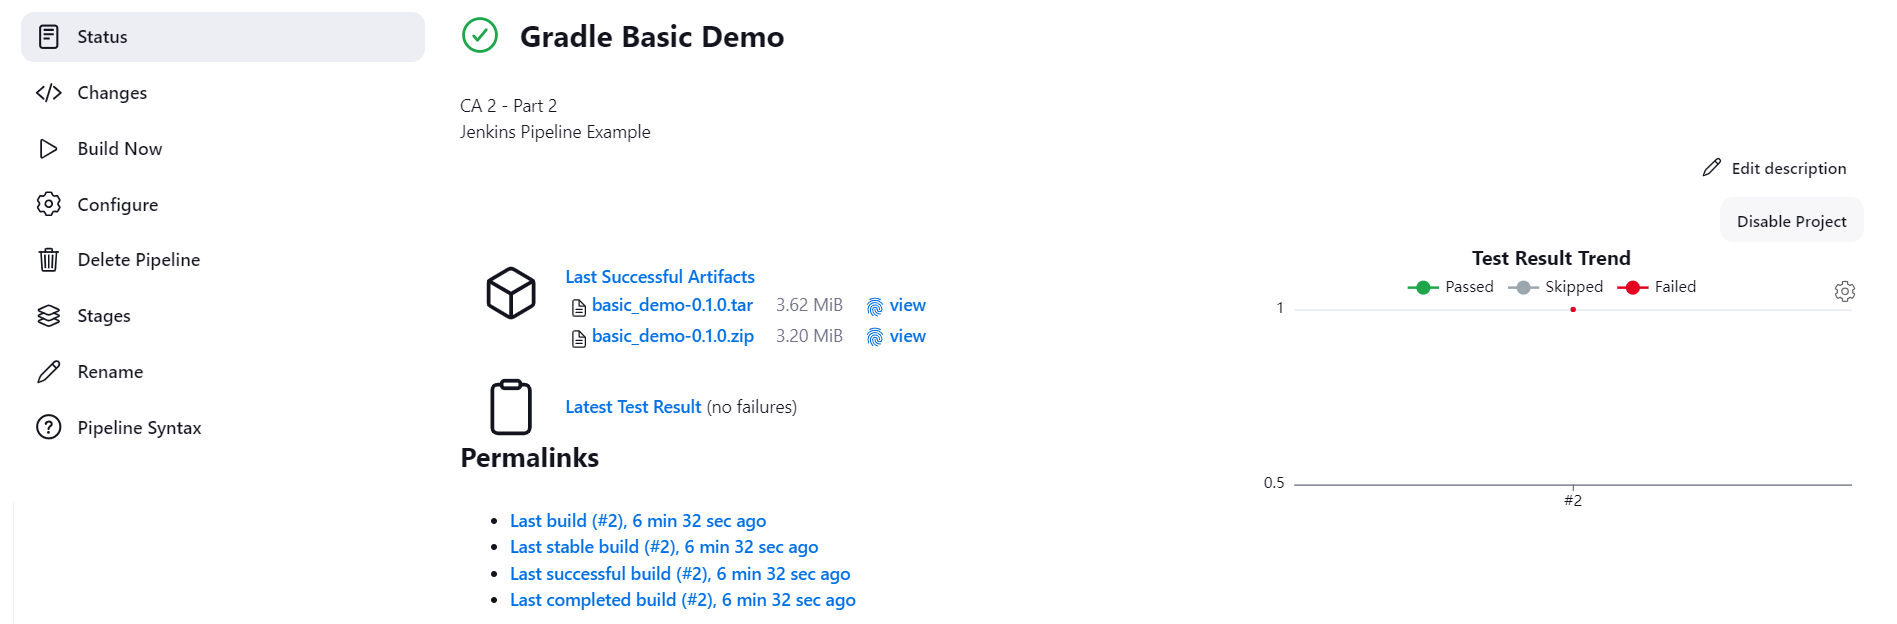 Status
Changes
Build Now
Configure
Delete Pipeline
Stages
Rename
Pipeline Syntax
Gradle Basic Demo
CA 2 - Part 2
Jenkins Pipeline Example
Edit description
Disable Project
Last Successful Artifacts
basic_demo-0.1.0.tar 3.62 MiB view
basic_demo-0.1.0.zip 3.20 MiB view
Latest Test Result (no failures)
Permalinks
Last build (#2), 6 min 32 sec ago
Last stable build (#2), 6 min 32 sec ago
Last successful build (#2), 6 min 32 sec ago
Last completed build (#2), 6 min 32 sec ago
Test Result Trend
Passed Skipped Failed
1
0.5
#2